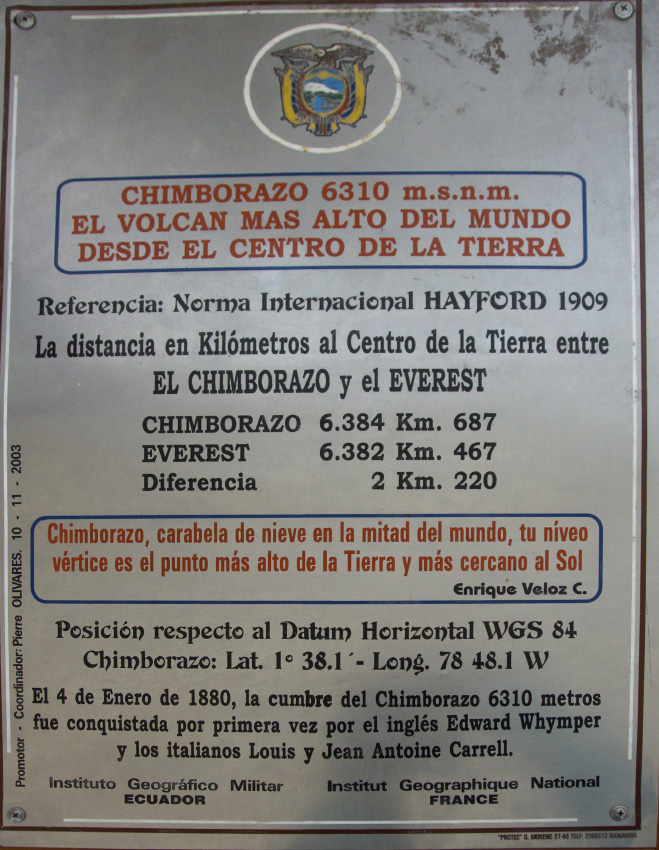 CHIMBORAZO 6310 m.s.n.m.
EL VOLCAN MAS ALTO DEL MUNDO
DESDE EL CENTRO DE LA TIERRA
Referencia: Norma Internacional HAYFORD 1909
La distancia en Kilómetros al Centro de la Tierra entre
EL CHIMBORAZO y el EVEREST
CHIMBORAZO 6.384 Km. 687
EVEREST 6.382 Km. 467
Diferencia 2 Km. 220
Chimborazo, carabela de nieve en la mitad del mundo, tu níveo
vértice es el punto más alto de la Tierra y más cercano al Sol
Enrique Veloz C.
Posición respecto al Datum Horizontal WGS 84
Chimborazo: Lat. 1° 38.1´- Long. 78 48.1 W
El 4 de Enero de 1880, la cumbre del Chimborazo 6310 metros
fue conquistada por primera vez por el inglés Edward Whymper
y los italianos Louis y Jean Antoine Carrell.
Instituto Geográfico Militar
ECUADOR
Institut Geographique National
FRANCE
Promotor - Coordinador: Pierre OLIVARES. 10 - 11 - 2003
"PROTEC" G. MORENO 27-40 TELF: